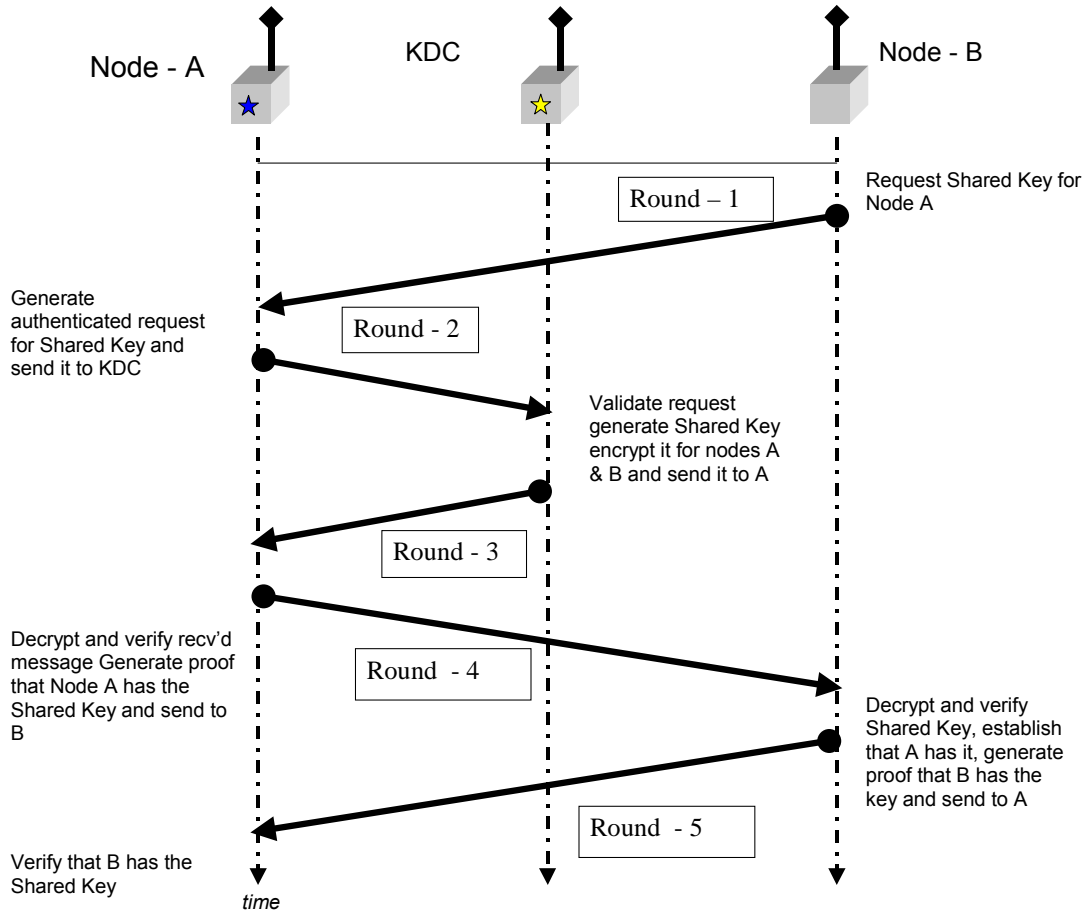 Node - A
KDC
Node - B
Round – 1
Request Shared Key for
Node A
Generate
authenticated request
for Shared Key and
send it to KDC
Round - 2
Validate request
generate Shared Key
encrypt it for nodes A
& B and send it to A
Round - 3
Decrypt and verify recv'd
message Generate proof
that Node A has the
Shared Key and send to
B
Round - 4
Decrypt and verify
Shared Key, establish
that A has it, generate
proof that B has the
key and send to A
Round - 5
Verify that B has the
Shared Key
time